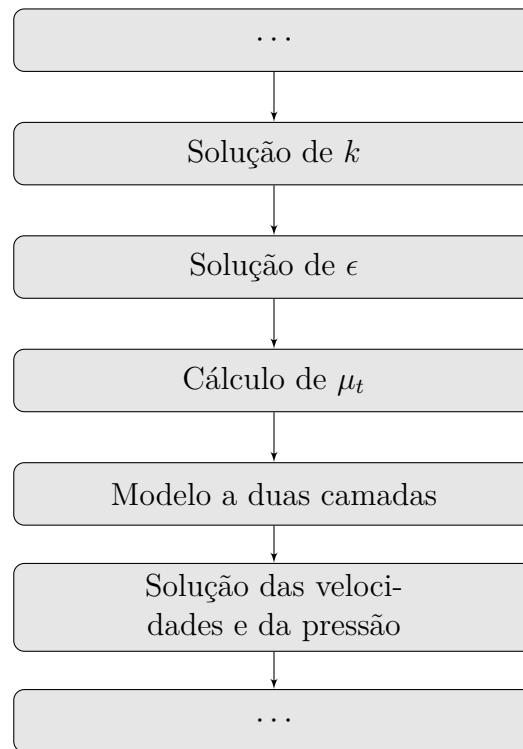 ...
Solução de k
Solução de ϵ
Cálculo de μₜ
Modelo a duas camadas
Solução das veloci-
dades e da pressão
...